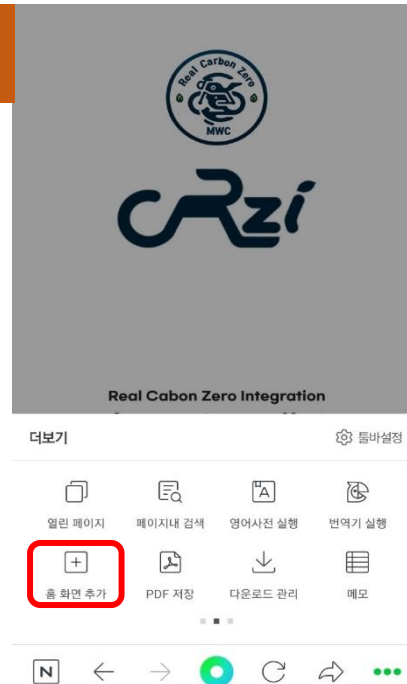 Real Carbon Zero
MWC
CRzi
Real Cabon Zero Integration
더보기
툴바설정
열린 페이지
페이지내 검색
영어사전 실행
번역기 실행
홈 화면 추가
PDF 저장
다운로드 관리
메모
N